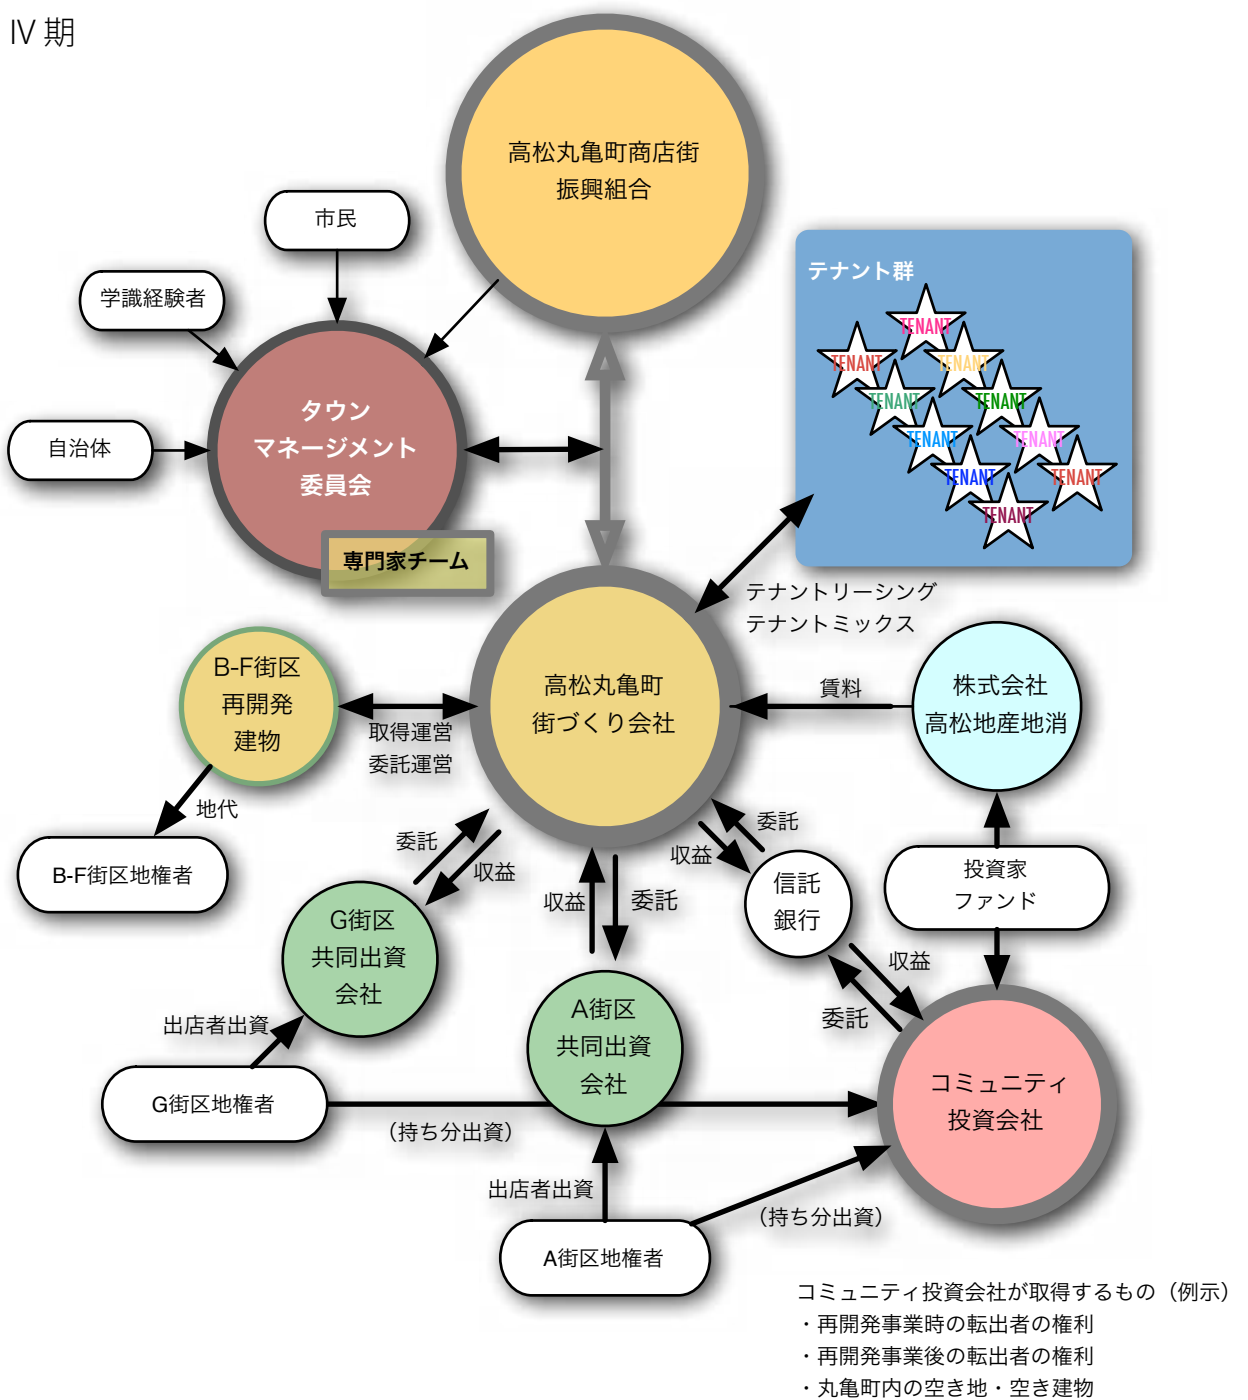 IV 期
高松丸亀町商店街
振興組合
市民
学識経験者
自治体
タウン
マネージメント
委員会
専門家チーム
テナント群
TENANT
TENANT
TENANT
TENANT
TENANT
TENANT
TENANT
TENANT
TENANT
TENANT
テナントリーシング
テナントミックス
B-F街区
再開発
建物
取得運営
委託運営
高松丸亀町
街づくり会社
賃料
株式会社
高松地産地消
地代
B-F街区地権者
委託
収益
収益
委託
収益
委託
信託
銀行
投資家
ファンド
G街区
共同出資
会社
収益
委託
出店者出資
A街区
共同出資
会社
コミュニティ
投資会社
G街区地権者
（持ち分出資）
出店者出資
（持ち分出資）
A街区地権者
コミュニティ投資会社が取得するもの（例示）
・再開発事業時の転出者の権利
・再開発事業後の転出者の権利
・丸亀町内の空き地・空き建物